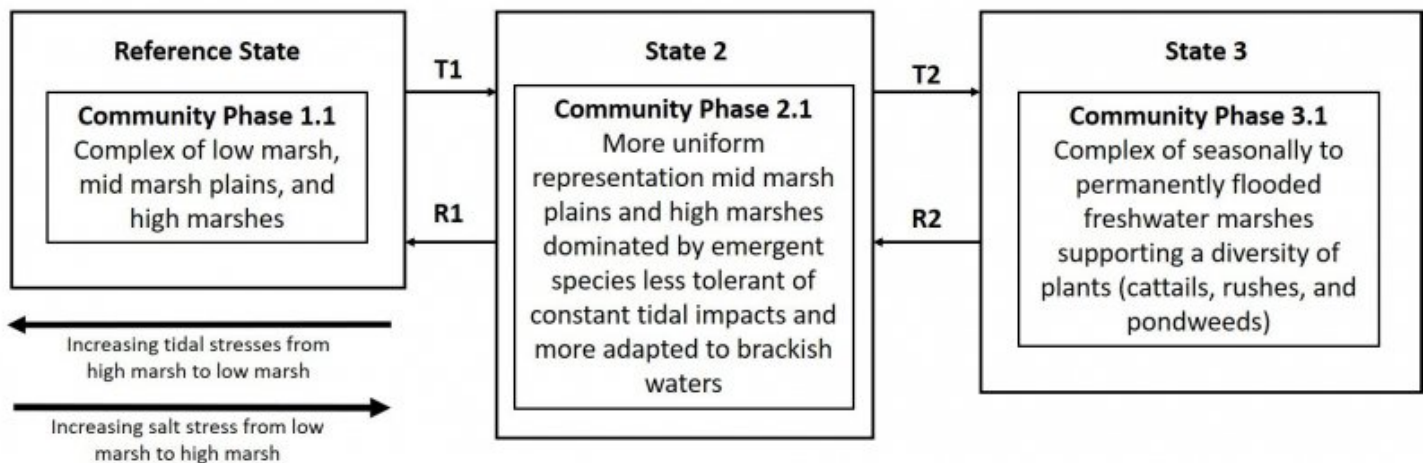 Reference State
Community Phase 1.1
Complex of low marsh,
mid marsh plains, and
high marshes
T1
R1
State 2
Community Phase 2.1
More uniform
representation mid marsh
plains and high marshes
dominated by emergent
species less tolerant of
constant tidal impacts and
more adapted to brackish
waters
T2
R2
State 3
Community Phase 3.1
Complex of seasonally to
permanently flooded
freshwater marshes
supporting a diversity of
plants (cattails, rushes, and
pondweeds)
Increasing tidal stresses from
high marsh to low marsh
Increasing salt stress from low
marsh to high marsh